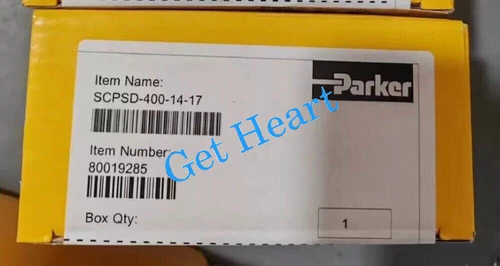 Item Name:
SCPSD-400-14-17
Parker
Item Number:
80019285
Get Heart
Box Qty:
1